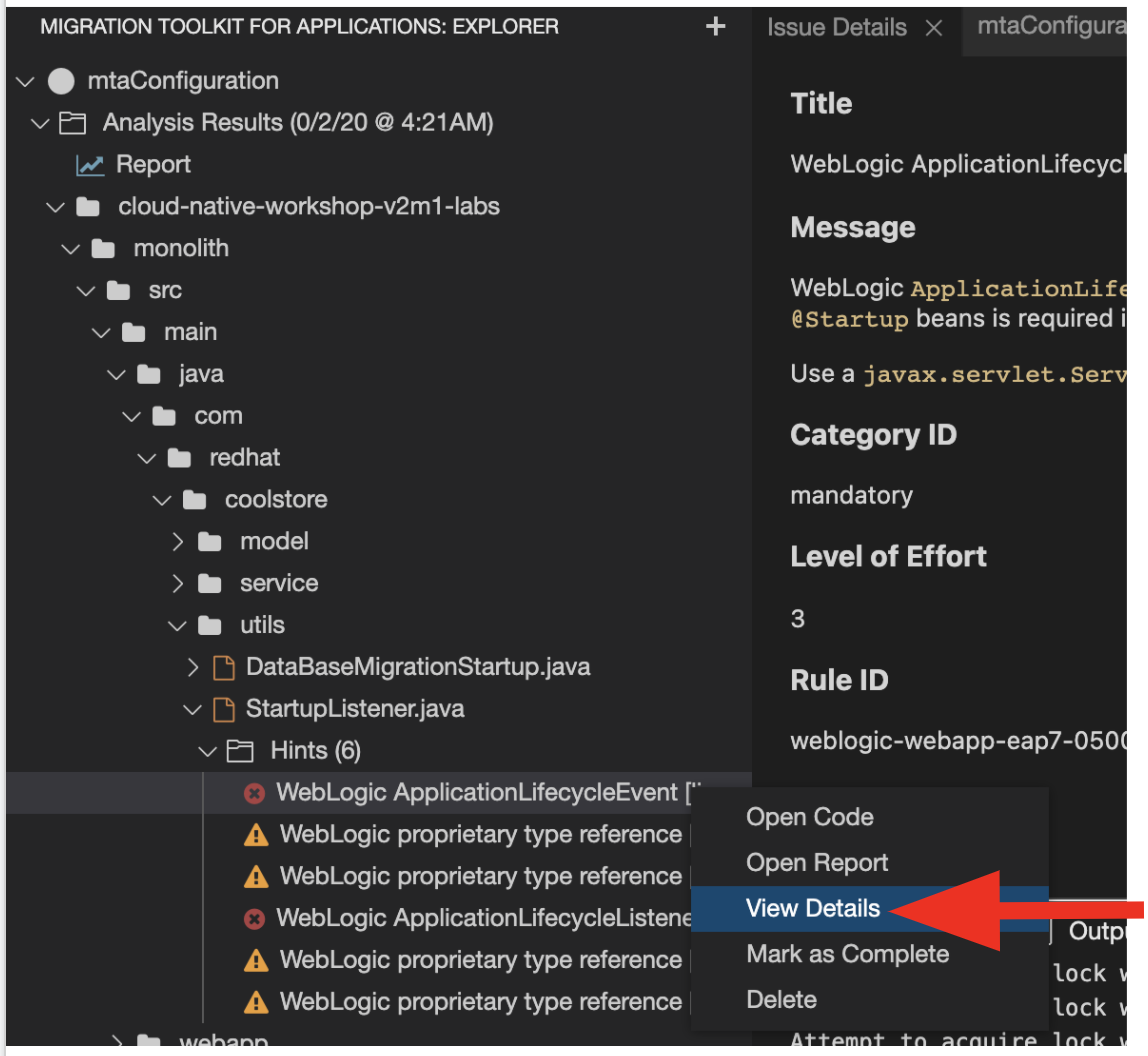 MIGRATION TOOLKIT FOR APPLICATIONS: EXPLORER
mtaConfiguration
Analysis Results (0/2/20 @ 4:21AM)
Report
cloud-native-workshop-v2m1-labs
monolith
src
main
java
com
redhat
coolstore
model
service
utils
DataBaseMigrationStartup.java
StartupListener.java
Hints (6)
WebLogic ApplicationLifecycleEvent
WebLogic proprietary type reference
WebLogic proprietary type reference
WebLogic ApplicationLifecycleListene
WebLogic proprietary type reference
WebLogic proprietary type reference
webapp
Issue Details
mtaConfigura
Title
WebLogic ApplicationLifecycl
Message
WebLogic ApplicationLife
@Startup beans is required i
Use a javax.servlet.Serv
Category ID
mandatory
Level of Effort
3
Rule ID
weblogic-webapp-eap7-0500
Open Code
Open Report
View Details
Mark as Complete
Delete
Outpu
lock w
lock w
Attempt to acquire lock w